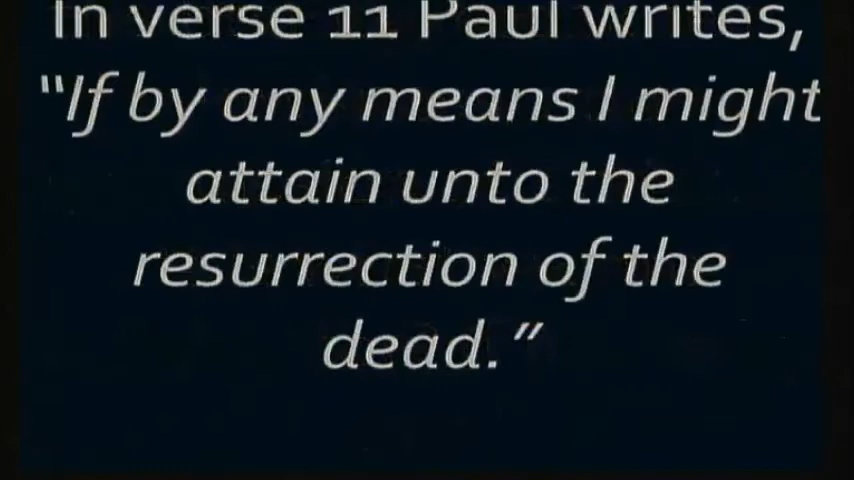 In verse 11 Paul writes,
“If by any means I might
attain unto the
resurrection of the
dead.”